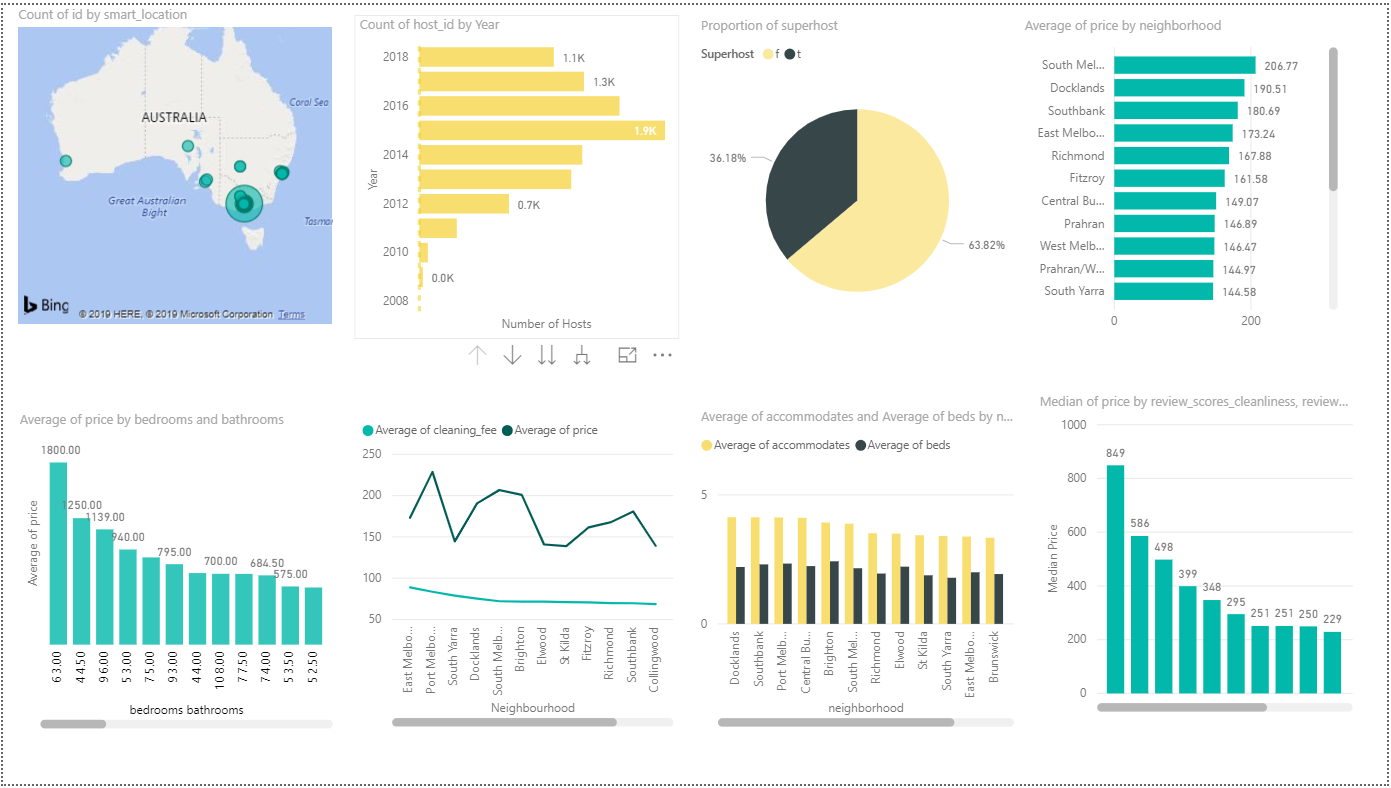 Count of id by smart_location
AUSTRALIA
Coral Sea
Great Australian
Bight
Tasman
Bing
© 2019 HERE, © 2019 Microsoft Corporation Terms
Count of host_id by Year
Year
2018
1.1K
1.3K
2016
1.9K
2014
2012
0.7K
2010
0.0K
2008
Number of Hosts
Proportion of superhost
Superhost f t
36.18%
63.82%
Average of price by neighborhood
South Mel... 206.77
Docklands 190.51
Southbank 180.69
East Melbo... 173.24
Richmond 167.88
Fitzroy 161.58
Central Bu... 149.07
Prahran 146.89
West Melb... 146.47
Prahran/W... 144.97
South Yarra 144.58
0 200
Average of price by bedrooms and bathrooms
Average of price
1800.00
1250.00
1139.00
940.00
795.00
700.00
684.50
575.00
6 3.00
4 4.50
9 6.00
5 3.00
7 5.00
9 3.00
4 4.00
10 8.00
7 7.50
7 4.00
5 3.50
5 2.50
bedrooms bathrooms
Average of cleaning_fee Average of price
250
200
150
100
50
East Melbo...
Port Melbo...
South Yarra
Docklands
South Melb...
Brighton
Elwood
St Kilda
Fitzroy
Richmond
Southbank
Collingwood
Neighbourhood
Average of accommodates and Average of beds by n...
Average of accommodates Average of beds
5
0
Docklands
Southbank
Port Melb...
Central Bu...
Brighton
South Mel...
Richmond
Elwood
St Kilda
South Yarra
East Melbo...
Brunswick
neighborhood
Median of price by review_scores_cleanliness, review...
Median Price
1000
800
600
400
200
0
849
586
498
399
348
295
251
251
250
229